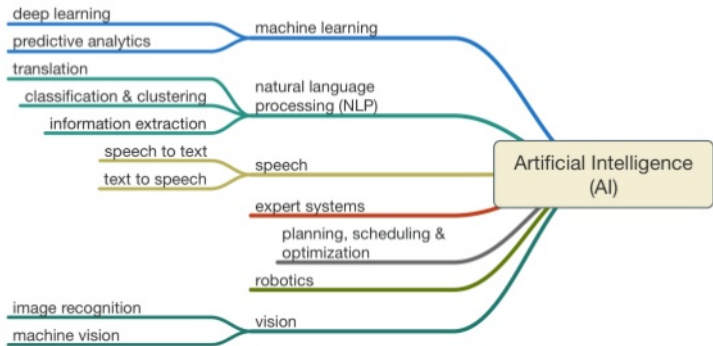 deep learning
predictive analytics
machine learning
translation
classification & clustering
information extraction
natural language
processing (NLP)
speech to text
text to speech
speech
expert systems
planning, scheduling &
optimization
robotics
image recognition
machine vision
vision
Artificial Intelligence
(AI)